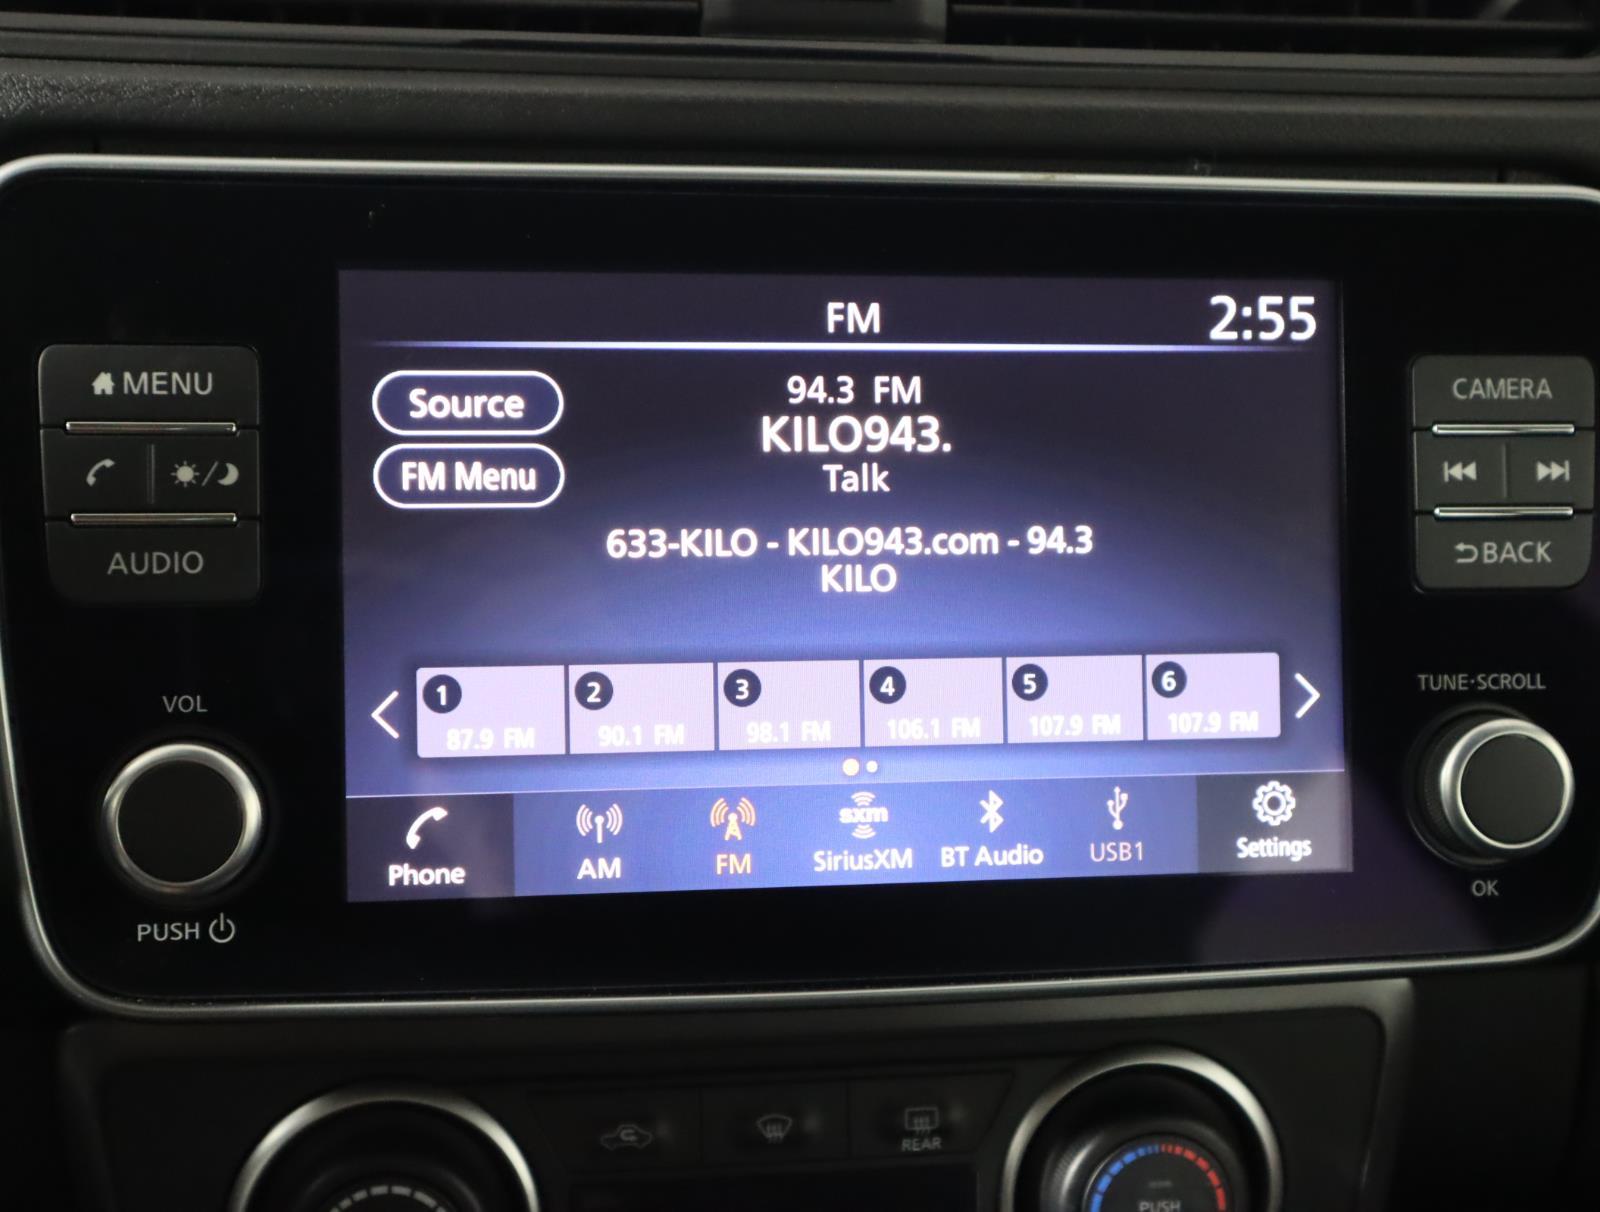 FM
2:55
MENU
AUDIO
CAMERA
BACK
Source
FM Menu
94.3 FM
KILO943.
Talk
633-KILO - KILO943.com - 94.3
KILO
VOL
PUSH
TUNE·SCROLL
OK
1
87.9 FM
2
90.1 FM
3
98.1 FM
4
106.1 FM
5
107.9 FM
6
107.9 FM
Phone
AM
FM
sxm
SiriusXM
BT Audio
USB1
Settings
REAR
PUSH